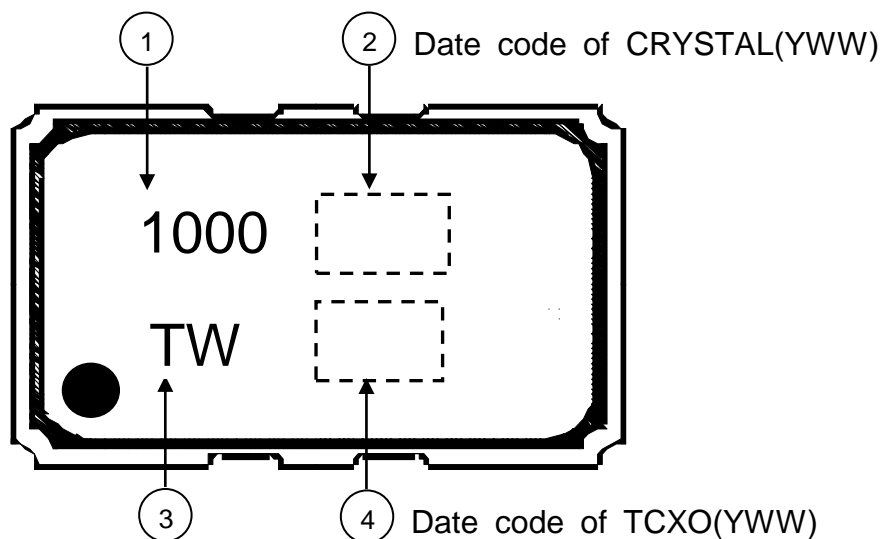 1
2 Date code of CRYSTAL(YWW)
1000
TW
3
4 Date code of TCXO(YWW)